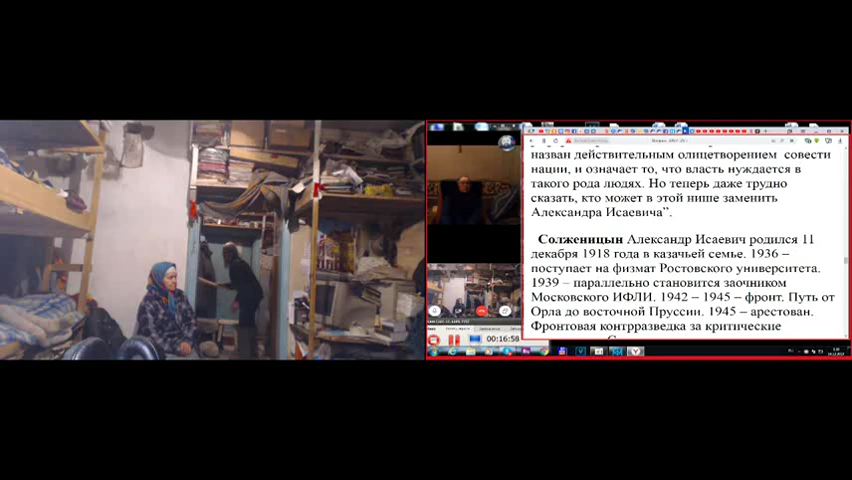 назван действительным олицетворением совести
нации, и означает то, что власть нуждается в
такого рода людях. Но теперь даже трудно
сказать, кто может в этой нише заменить
Александра Исаевича”.
Солженицын Александр Исаевич родился 11
декабря 1918 года в казачьей семье. 1936 –
поступает на физмат Ростовского университета.
1939 – параллельно становится заочником
Московского ИФЛИ. 1942 – 1945 – фронт. Путь от
Орла до восточной Пруссии. 1945 – арестован.
Фронтовая контрразведка за критические
00:16:58